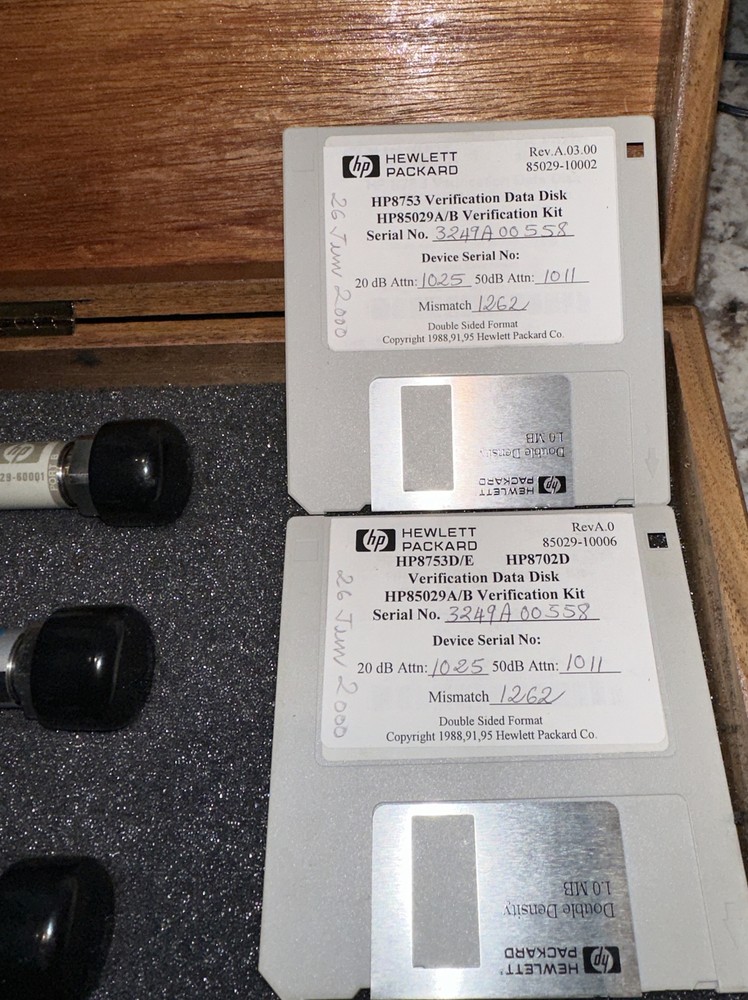 hp HEWLETT PACKARD
Rev.A.03.00
85029-10002
HP8753 Verification Data Disk
HP85029A/B Verification Kit
Serial No. 3249A00558
Device Serial No:
20 dB Attn: 1025 50dB Attn: 1011
Mismatch 1262
Double Sided Format
Copyright 1988,91,95 Hewlett Packard Co.
26 Jun 2000
Double Density
1.0 MB
hp HEWLETT PACKARD
hp
29-60001
PORT
hp HEWLETT PACKARD
RevA.0
85029-10006
HP8753D/E HP8702D
Verification Data Disk
HP85029A/B Verification Kit
Serial No. 3249A00558
Device Serial No:
20 dB Attn: 1025 50dB Attn: 1011
Mismatch 1262
Double Sided Format
Copyright 1988,91,95 Hewlett Packard Co.
26 Jun 2000
Double Density
1.0 MB
hp HEWLETT PACKARD